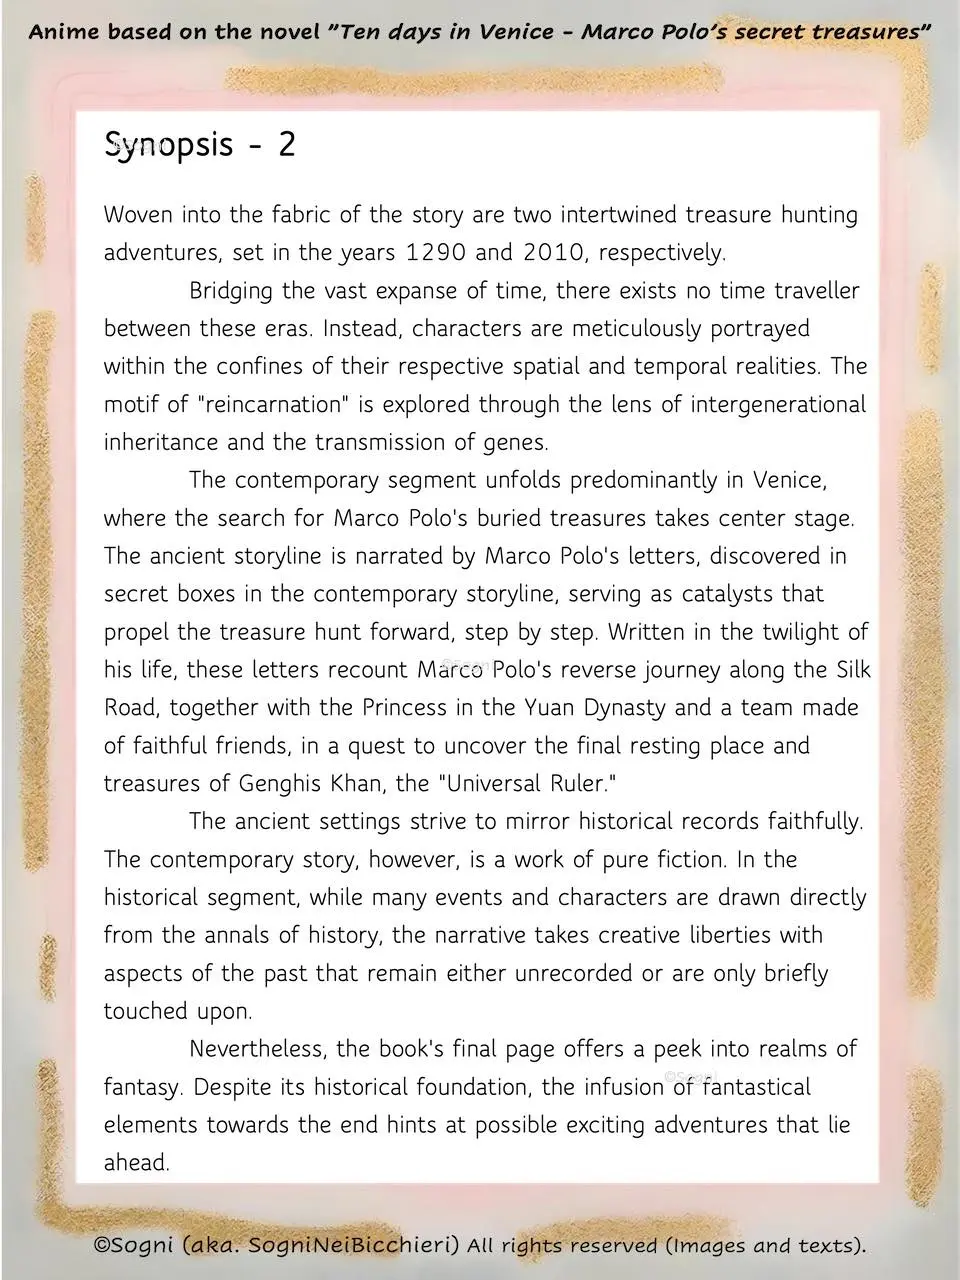 Anime based on the novel "Ten days in Venice - Marco Polo's secret treasures"
Synopsis - 2
Woven into the fabric of the story are two intertwined treasure hunting
adventures, set in the years 1290 and 2010, respectively.
Bridging the vast expanse of time, there exists no time traveller
between these eras. Instead, characters are meticulously portrayed
within the confines of their respective spatial and temporal realities. The
motif of "reincarnation" is explored through the lens of intergenerational
inheritance and the transmission of genes.
The contemporary segment unfolds predominantly in Venice,
where the search for Marco Polo's buried treasures takes center stage.
The ancient storyline is narrated by Marco Polo's letters, discovered in
secret boxes in the contemporary storyline, serving as catalysts that
propel the treasure hunt forward, step by step. Written in the twilight of
his life, these letters recount Marco Polo's reverse journey along the Silk
Road, together with the Princess in the Yuan Dynasty and a team made
of faithful friends, in a quest to uncover the final resting place and
treasures of Genghis Khan, the "Universal Ruler."
The ancient settings strive to mirror historical records faithfully.
The contemporary story, however, is a work of pure fiction. In the
historical segment, while many events and characters are drawn directly
from the annals of history, the narrative takes creative liberties with
aspects of the past that remain either unrecorded or are only briefly
touched upon.
Nevertheless, the book's final page offers a peek into realms of
fantasy. Despite its historical foundation, the infusion of fantastical
©Sogni
elements towards the end hints at possible exciting adventures that lie
ahead.
©Sogni (aka. SogniNeiBicchieri) All rights reserved (Images and texts).